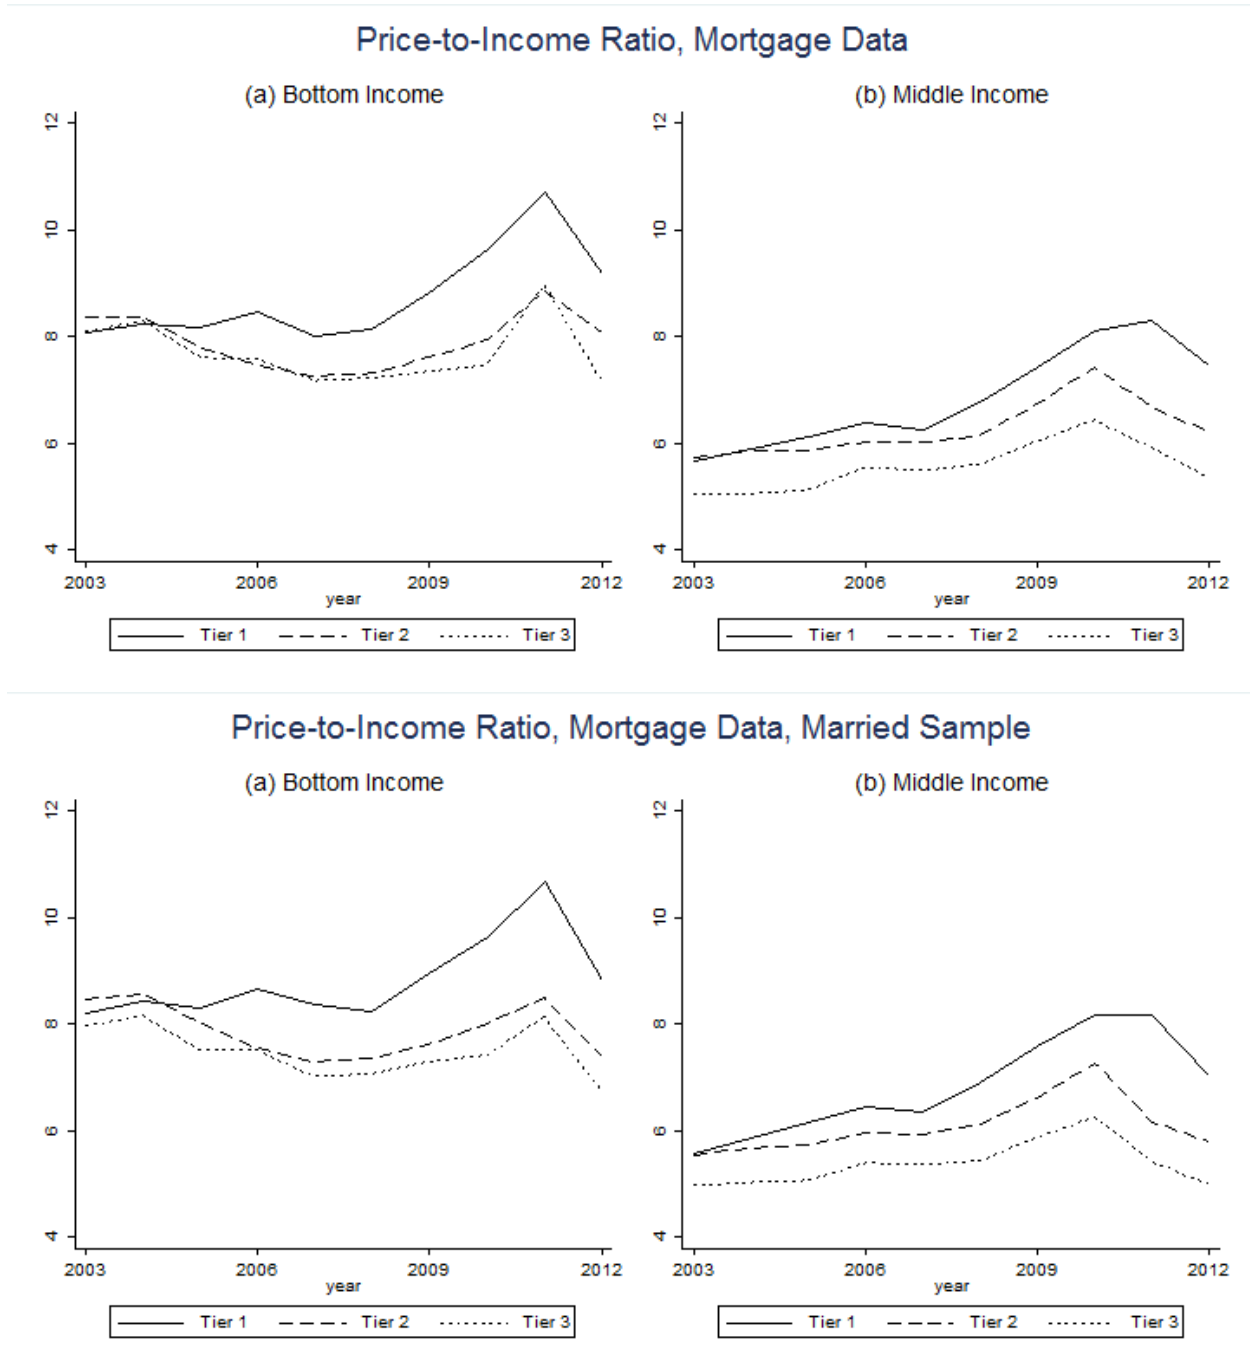 Price-to-Income Ratio, Mortgage Data
(a) Bottom Income
(b) Middle Income
12
10
8
6
4
2003 2006 2009 2012
year
Tier 1 Tier 2 Tier 3
12
10
8
6
4
2003 2006 2009 2012
year
Tier 1 Tier 2 Tier 3
Price-to-Income Ratio, Mortgage Data, Married Sample
(a) Bottom Income
(b) Middle Income
12
10
8
6
4
2003 2006 2009 2012
year
Tier 1 Tier 2 Tier 3
12
10
8
6
4
2003 2006 2009 2012
year
Tier 1 Tier 2 Tier 3